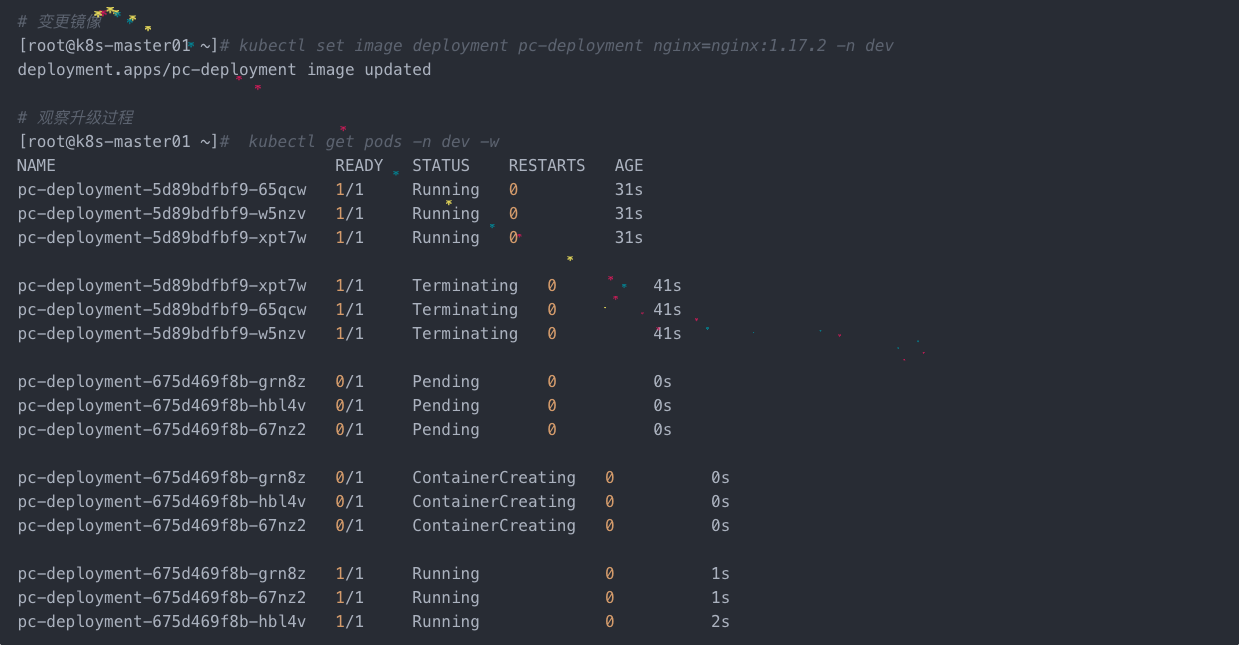 # 变更镜像
[root@k8s-master01 ~]# kubectl set image deployment pc-deployment nginx=nginx:1.17.2 -n dev
deployment.apps/pc-deployment image updated
# 观察升级过程
[root@k8s-master01 ~]#  kubectl get pods -n dev -w
NAME                             READY   STATUS    RESTARTS   AGE
pc-deployment-5d89bdfbf9-65qcw   1/1     Running   0          31s
pc-deployment-5d89bdfbf9-w5nzv   1/1     Running   0          31s
pc-deployment-5d89bdfbf9-xpt7w   1/1     Running   0          31s
pc-deployment-5d89bdfbf9-xpt7w   1/1     Terminating   0          41s
pc-deployment-5d89bdfbf9-65qcw   1/1     Terminating   0          41s
pc-deployment-5d89bdfbf9-w5nzv   1/1     Terminating   0          41s
pc-deployment-675d469f8b-grn8z   0/1     Pending       0          0s
pc-deployment-675d469f8b-hbl4v   0/1     Pending       0          0s
pc-deployment-675d469f8b-67nz2   0/1     Pending       0          0s
pc-deployment-675d469f8b-grn8z   0/1     ContainerCreating   0          0s
pc-deployment-675d469f8b-hbl4v   0/1     ContainerCreating   0          0s
pc-deployment-675d469f8b-67nz2   0/1     ContainerCreating   0          0s
pc-deployment-675d469f8b-grn8z   1/1     Running             0          1s
pc-deployment-675d469f8b-67nz2   1/1     Running             0          1s
pc-deployment-675d469f8b-hbl4v   1/1     Running             0          2s